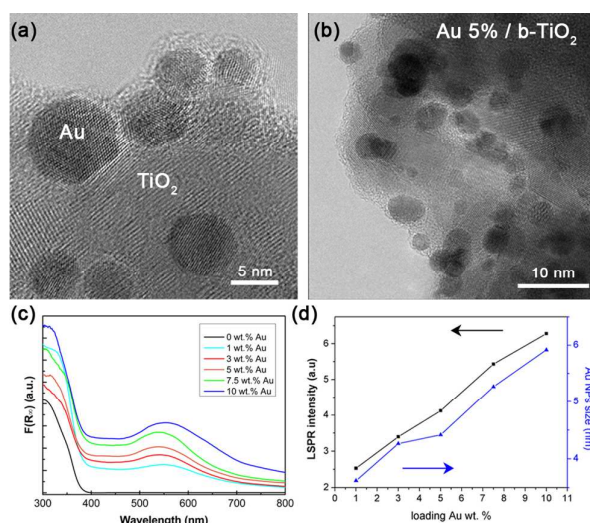 (a)
Au
TiO2
5 nm
(b)
Au 5% / b-TiO2
10 nm
(c)
F(R∞) (a.u.)
0 wt.% Au
1 wt.% Au
3 wt.% Au
5 wt.% Au
7.5 wt.% Au
10 wt.% Au
300 400 500 600 700 800
Wavelength (nm)
(d)
LSPR intensity (a.u)
6
5
4
3
2
0 1 2 3 4 5 6 7 8 9 10 11
loading Au wt. %
6
5
4
Au NPs size (nm)